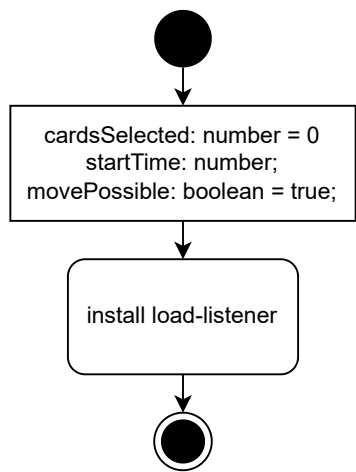 cardsSelected: number = 0
startTime: number;
movePossible: boolean = true;
install load-listener